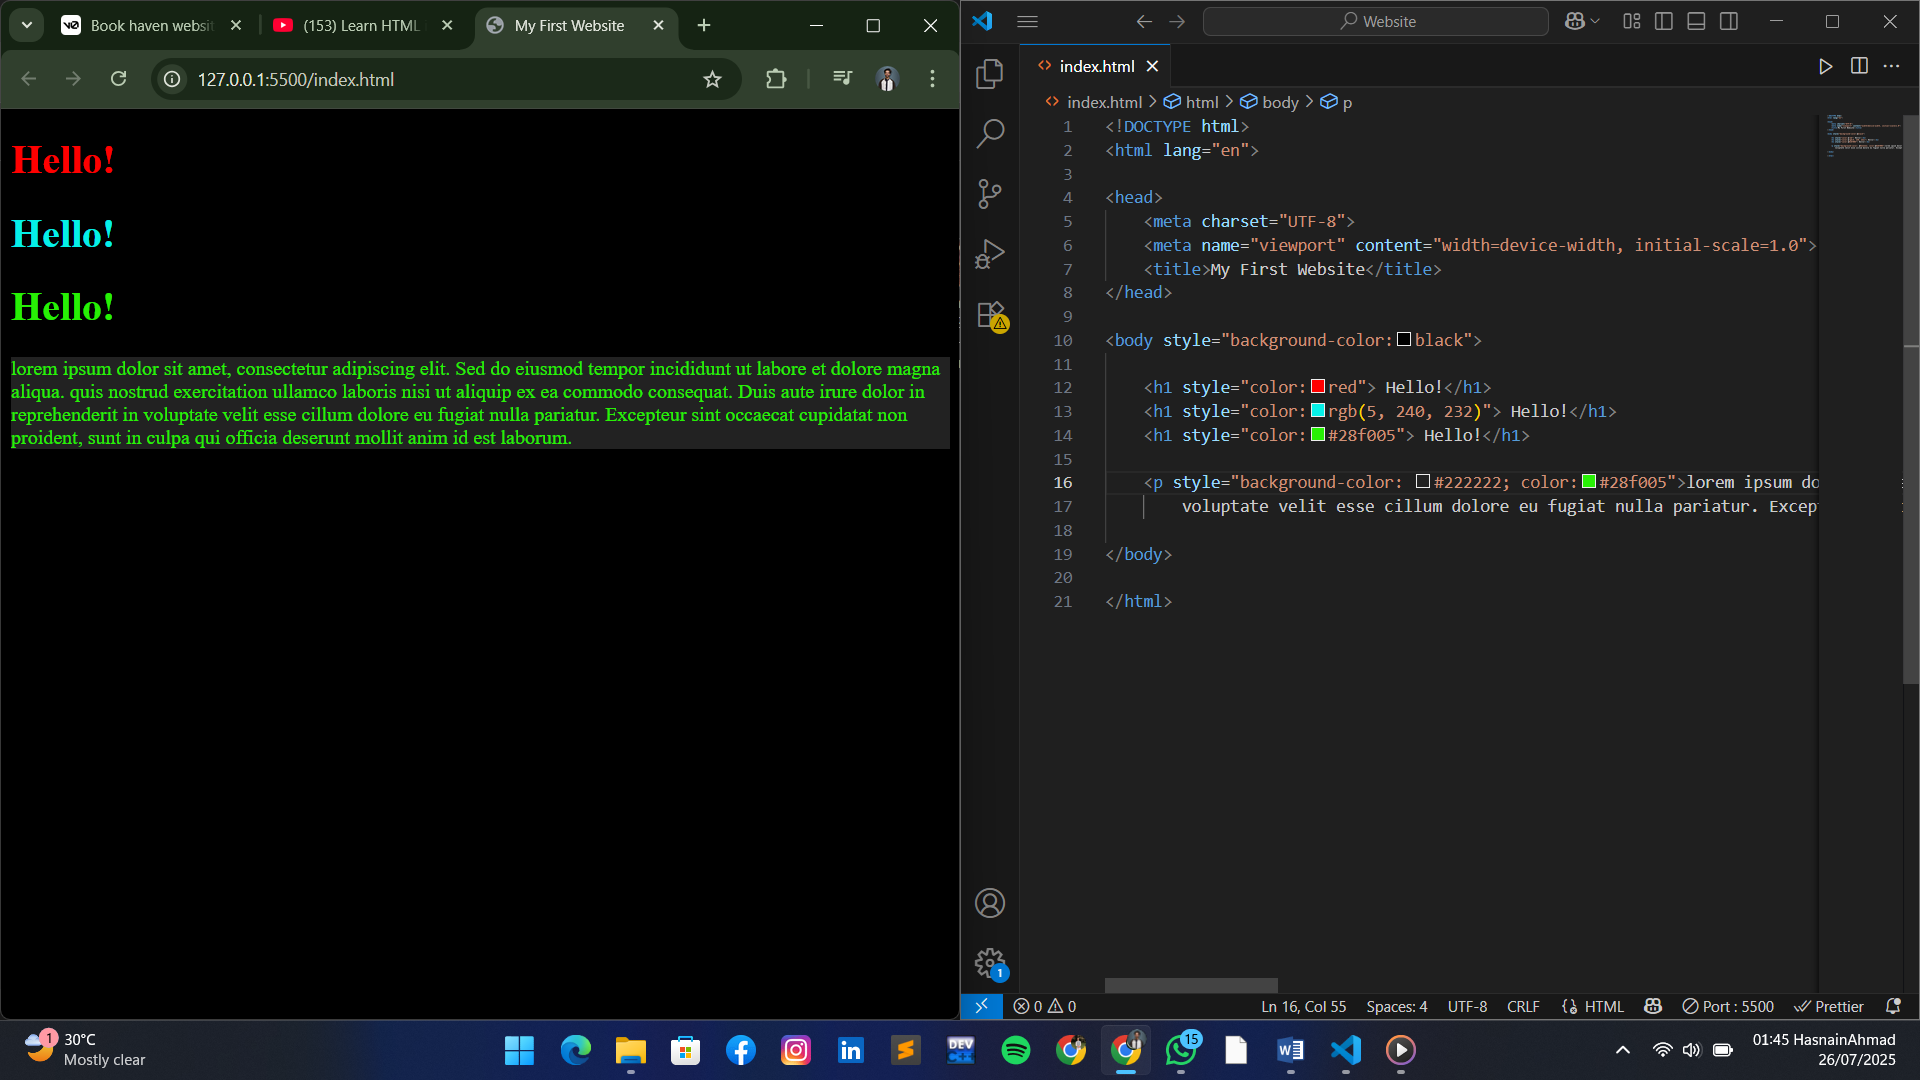 Book haven websit
(153) Learn HTML
My First Website
127.0.0.1:5500/index.html
Hello!
Hello!
Hello!
lorem ipsum dolor sit amet, consectetur adipiscing elit. Sed do eiusmod tempor incididunt ut labore et dolore magna
aliqua. quis nostrud exercitation ullamco laboris nisi ut aliquip ex ea commodo consequat. Duis aute irure dolor in
reprehenderit in voluptate velit esse cillum dolore eu fugiat nulla pariatur. Excepteur sint occaecat cupidatat non
proident, sunt in culpa qui officia deserunt mollit anim id est laborum.
Website
index.html
index.html > html > body > p
1 <!DOCTYPE html>
2 <html lang="en">
3
4 <head>
5 <meta charset="UTF-8">
6 <meta name="viewport" content="width=device-width, initial-scale=1.0">
7 <title>My First Website</title>
8 </head>
9
10 <body style="background-color:black">
11
12 <h1 style="color:red"> Hello!</h1>
13 <h1 style="color:rgb(5, 240, 232)"> Hello!</h1>
14 <h1 style="color:#28f005"> Hello!</h1>
15
16 <p style="background-color: #222222; color:#28f005">lorem ipsum do
17 voluptate velit esse cillum dolore eu fugiat nulla pariatur. Excep
18
19 </body>
20
21 </html>
1
0 0 Ln 16, Col 55 Spaces: 4 UTF-8 CRLF HTML Port : 5500 Prettier
1 30°C
Mostly clear
DEV
15
01:45 HasnainAhmad
26/07/2025